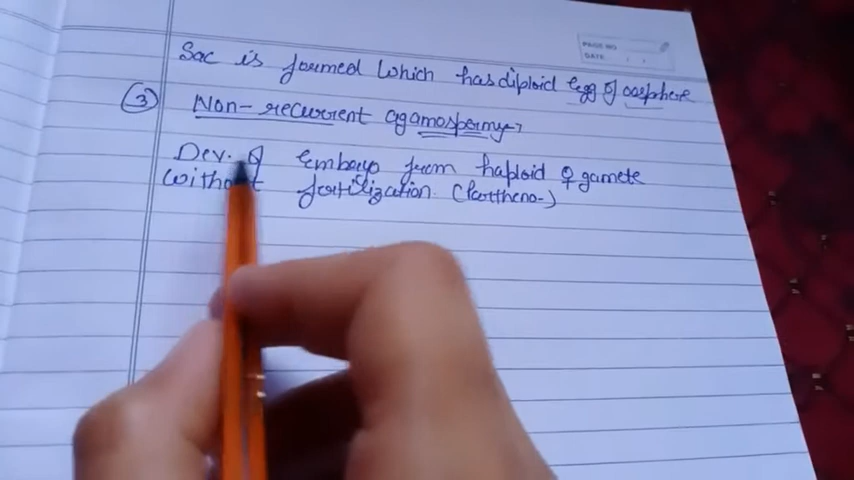 PAGE NO
DATE
Sac is formed which has diploid egg of oosphere
③ Non-recurrent agamospermy
Dev. of embryo from haploid ♀ gamete
without fertilization. (Partheno-)